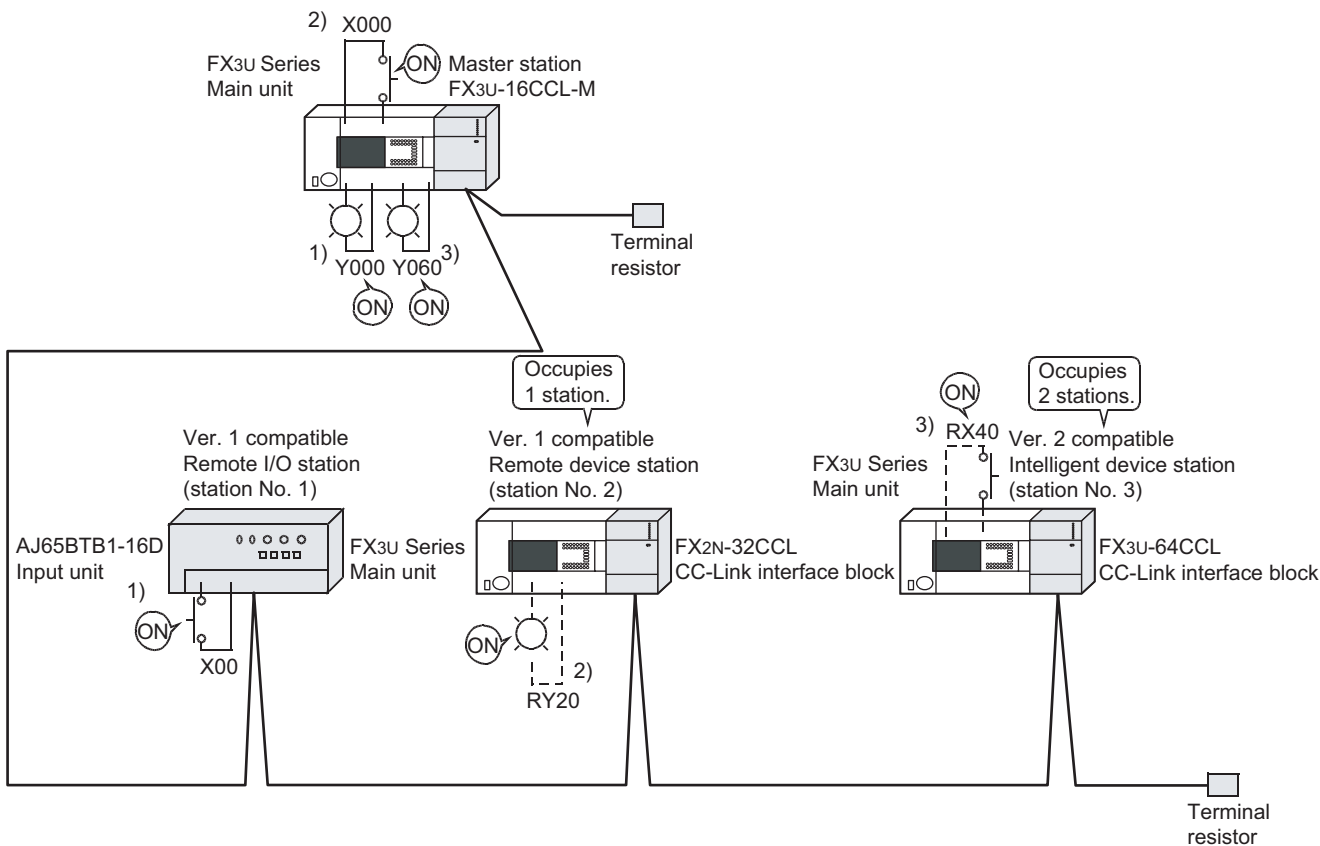 2) X000
FX3U Series
Main unit
ON
Master station
FX3U-16CCL-M
1)
Y000
Y060
3)
ON
ON
Terminal
resistor
Occupies
1 station.
Occupies
2 stations.
Ver. 1 compatible
Remote I/O station
(station No. 1)
Ver. 1 compatible
Remote device station
(station No. 2)
ON
3) RX40
FX3U Series
Main unit
Ver. 2 compatible
Intelligent device station
(station No. 3)
AJ65BTB1-16D
Input unit
FX3U Series
Main unit
FX2N-32CCL
CC-Link interface block
FX3U-64CCL
CC-Link interface block
1)
ON
X00
ON
2)
RY20
Terminal
resistor